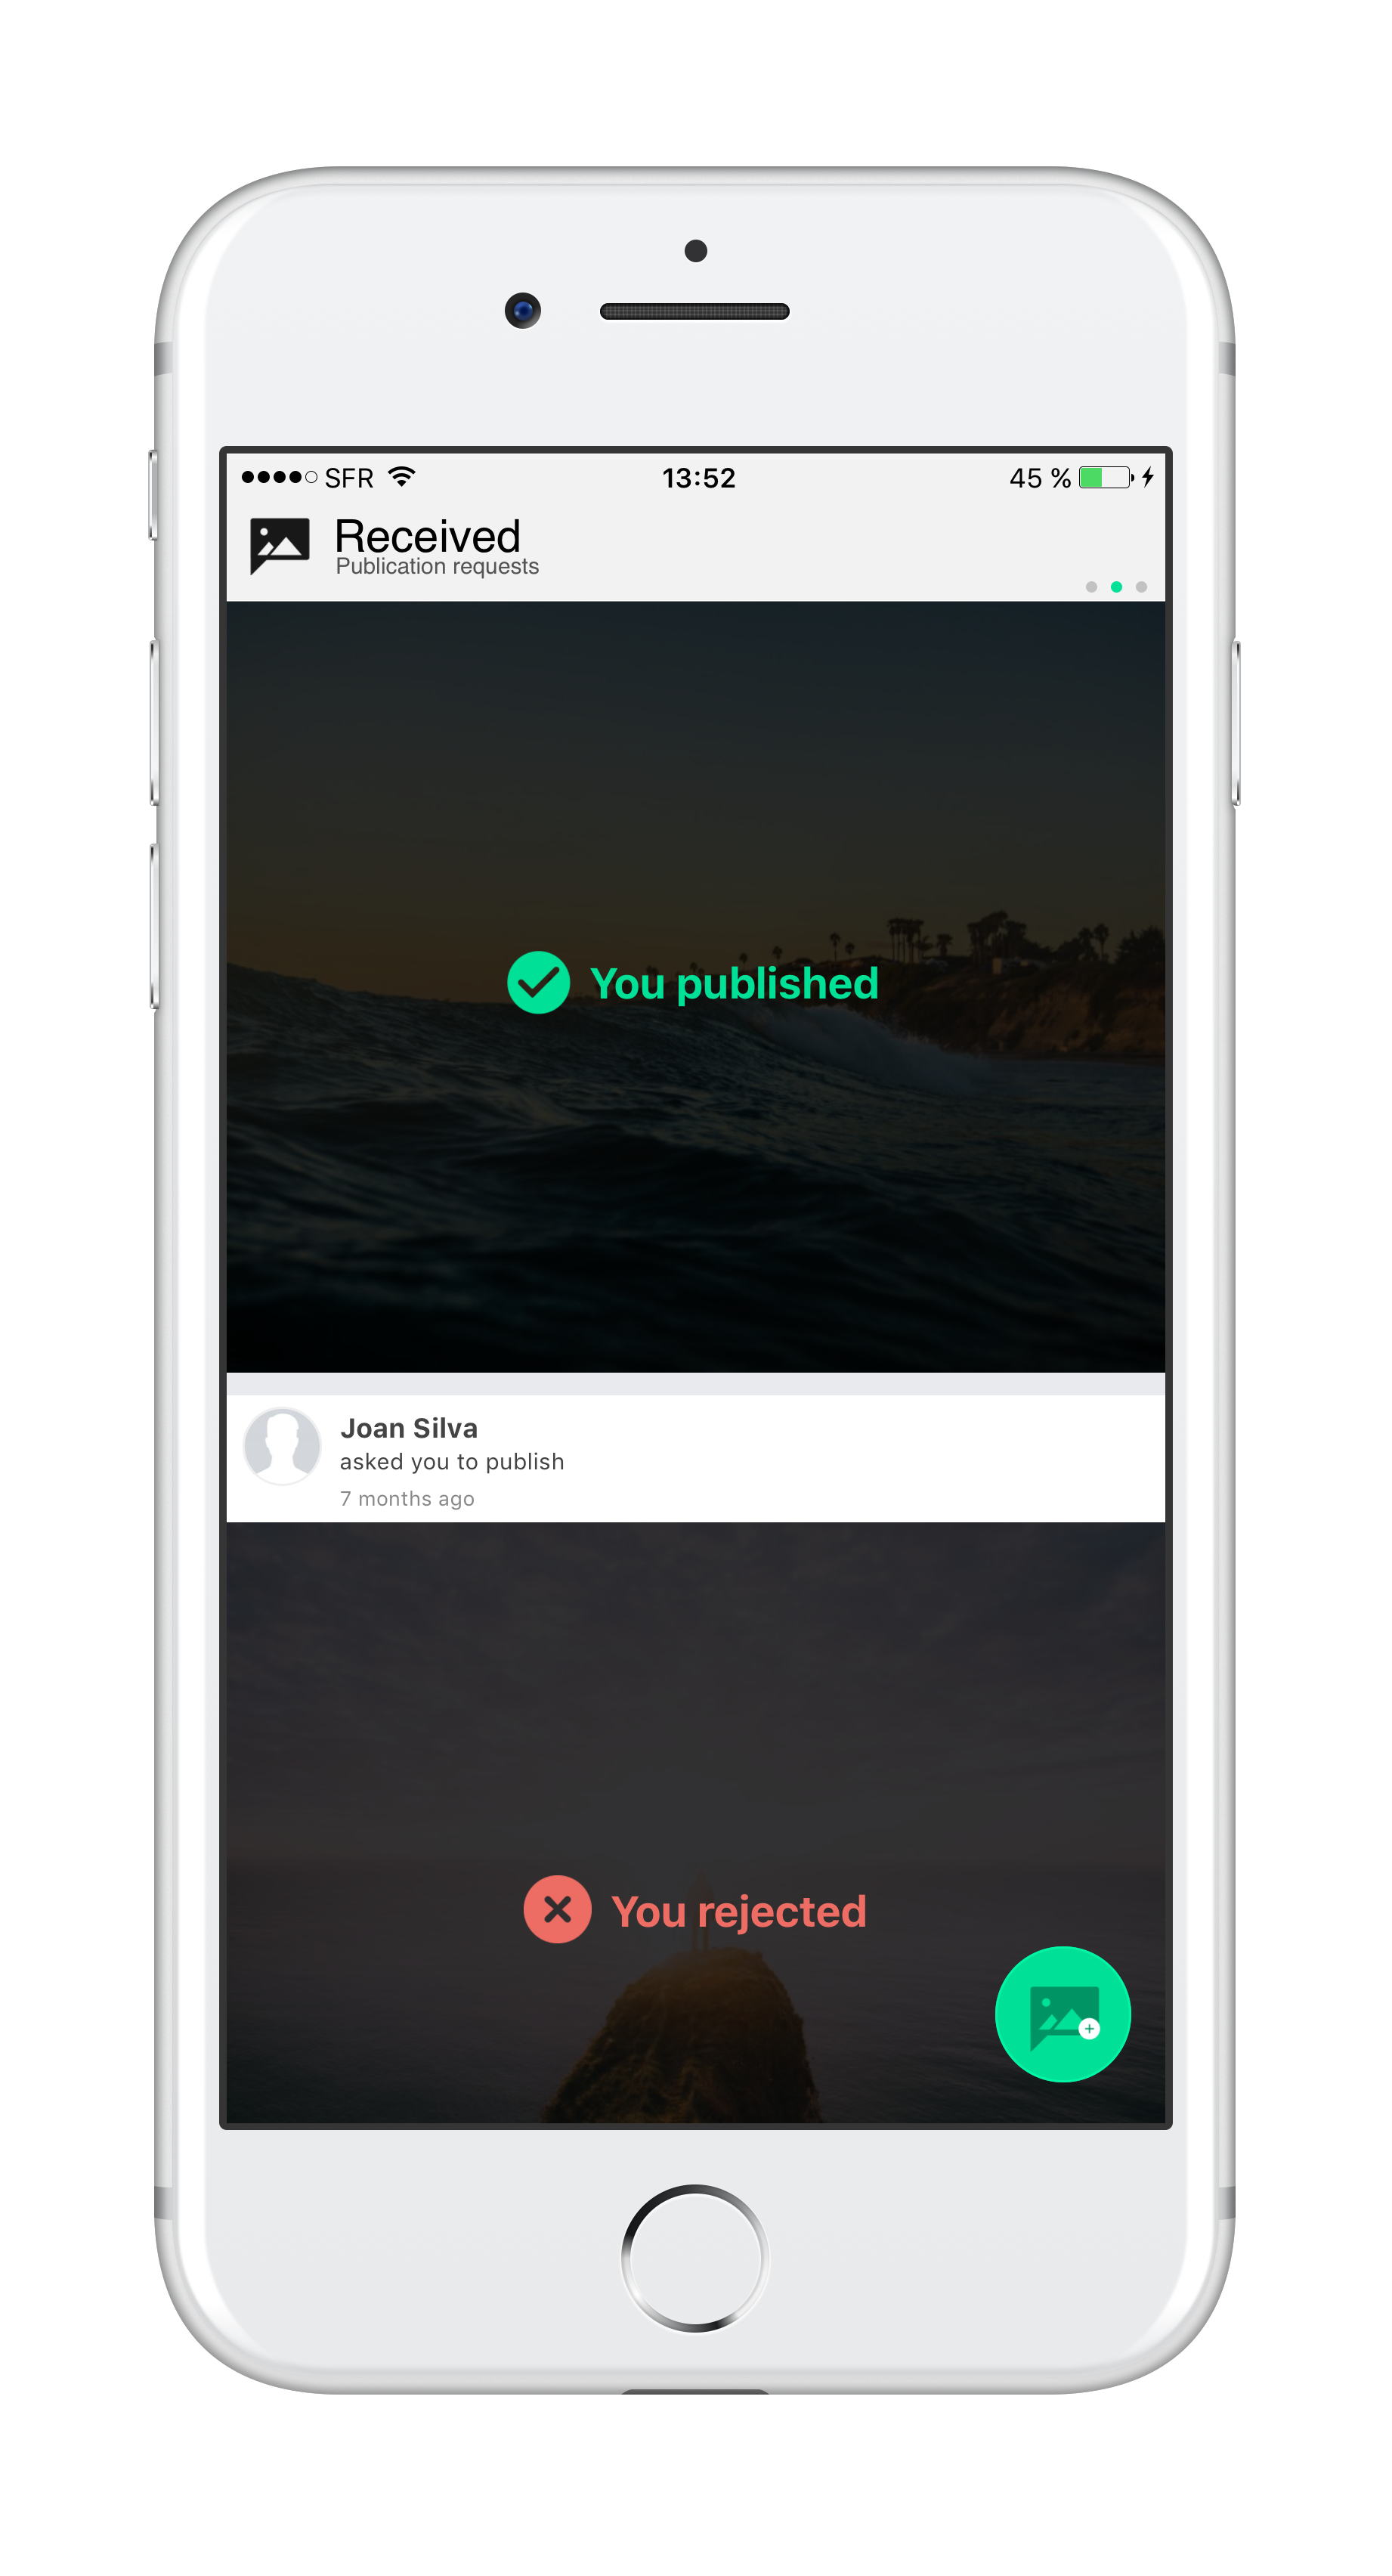 SFR 13:52 45 %
Received
Publication requests
You published
Joan Silva
asked you to publish
7 months ago
You rejected